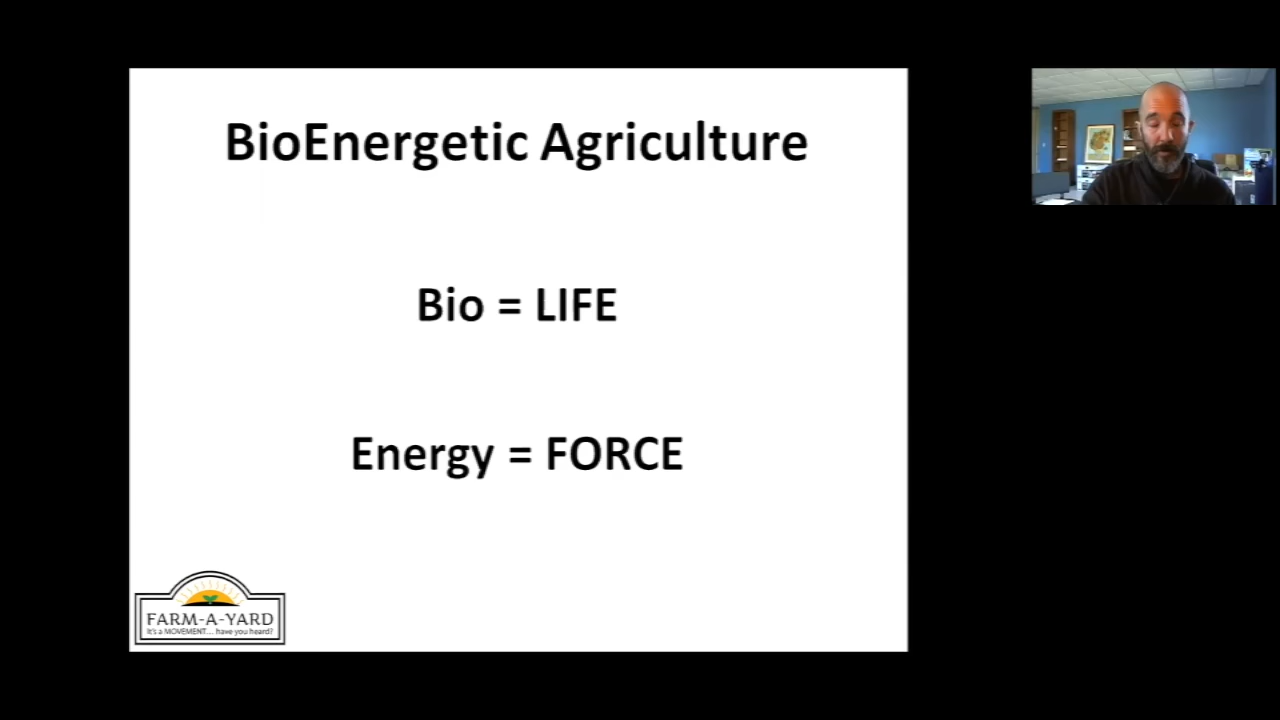 BioEnergetic Agriculture
Bio = LIFE
Energy = FORCE
FARM-A-YARD
It's a MOVEMENT... have you heard?